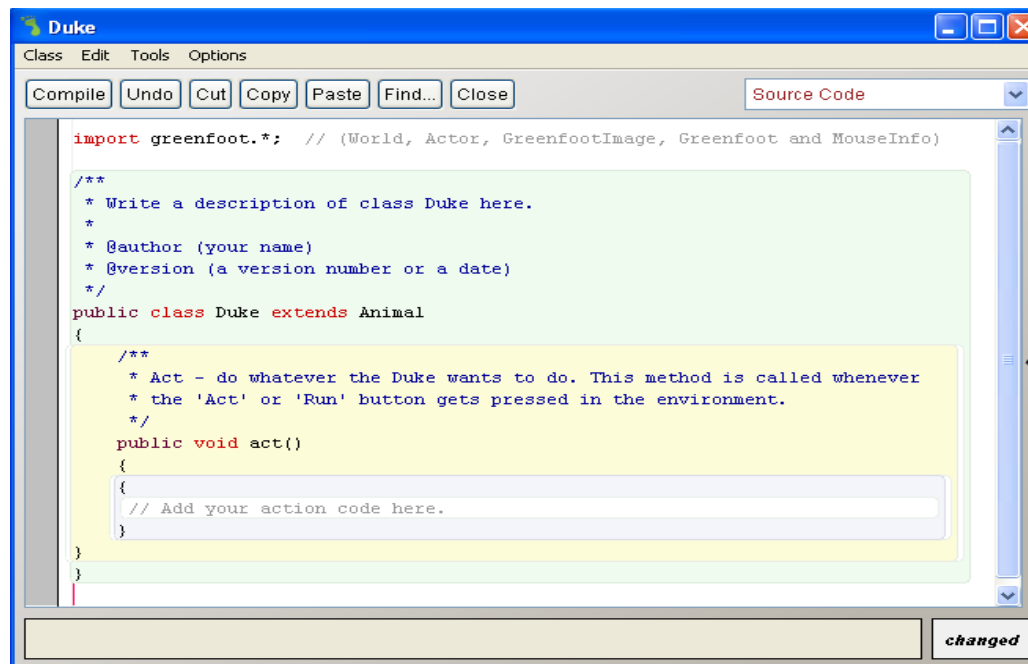 Duke
Class Edit Tools Options
Compile Undo Cut Copy Paste Find... Close Source Code
import greenfoot.*; // (World, Actor, GreenfootImage, Greenfoot and MouseInfo)
/**
* Write a description of class Duke here.
*
* @author (your name)
* @version (a version number or a date)
*/
public class Duke extends Animal
{
/**
* Act - do whatever the Duke wants to do. This method is called whenever
* the 'Act' or 'Run' button gets pressed in the environment.
*/
public void act()
{
{
// Add your action code here.
}
}
}
changed